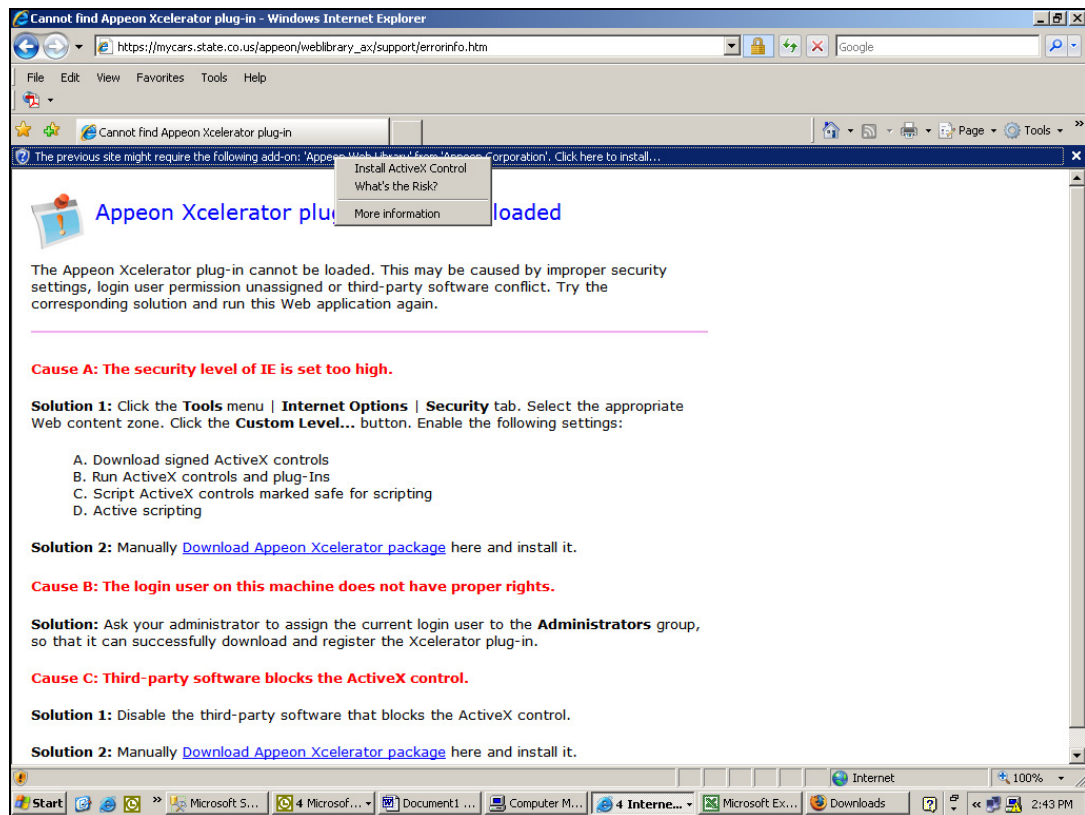 Cannot find Appeon Xcelerator plug-in - Windows Internet Explorer
https://mycars.state.co.us/appeon/weblibrary_ax/support/errorinfo.htm
Google
File Edit View Favorites Tools Help
Cannot find Appeon Xcelerator plug-in
Page Tools
The previous site might require the following add-on: 'Appeon Web Library' from 'Appeon Corporation'. Click here to install...
Install ActiveX Control
What's the Risk?
More information
Appeon Xcelerator loaded
The Appeon Xcelerator plug-in cannot be loaded. This may be caused by improper security
settings, login user permission unassigned or third-party software conflict. Try the
corresponding solution and run this Web application again.
Cause A: The security level of IE is set too high.
Solution 1: Click the Tools menu | Internet Options | Security tab. Select the appropriate
Web content zone. Click the Custom Level... button. Enable the following settings:
A. Download signed ActiveX controls
B. Run ActiveX controls and plug-Ins
C. Script ActiveX controls marked safe for scripting
D. Active scripting
Solution 2: Manually Download Appeon Xcelerator package here and install it.
Cause B: The login user on this machine does not have proper rights.
Solution: Ask your administrator to assign the current login user to the Administrators group,
so that it can successfully download and register the Xcelerator plug-in.
Cause C: Third-party software blocks the ActiveX control.
Solution 1: Disable the third-party software that blocks the ActiveX control.
Solution 2: Manually Download Appeon Xcelerator package here and install it.
Internet 100%
Start Microsoft S... 4 Microsof... Document1 ... Computer M... 4 Interne... Microsoft Ex... Downloads 2:43 PM